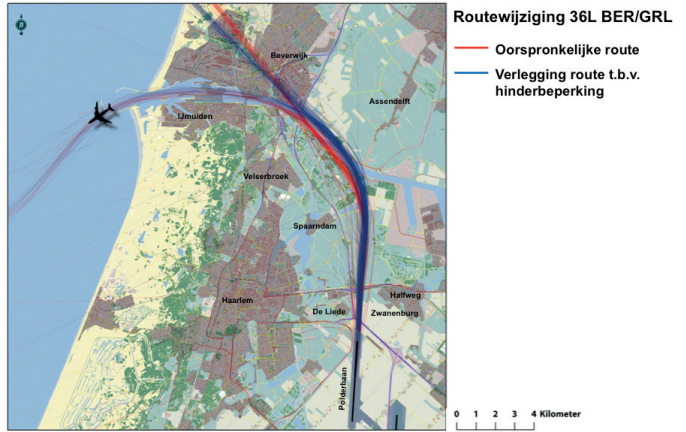 Routewijziging 36L BER/GRL
Oorspronkelijke route
Verlegging route t.b.v.
hinderbeperking
Beverwijk
Assendelft
IJmuiden
Velserbroek
Spaarndam
Haarlem
Halfweg
De Liede
Zwanenburg
Polderbaan
0 1 2 3 4 Kilometer